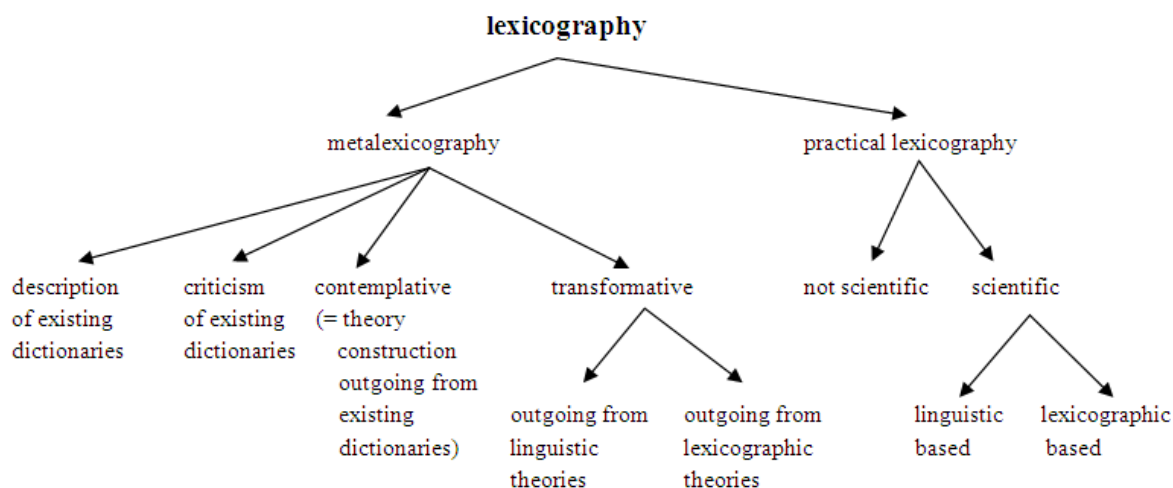 lexicography
metalexicography
practical lexicography
description
of existing
dictionaries
criticism
of existing
dictionaries
contemplative
(= theory
construction
outgoing from
existing
dictionaries)
transformative
not scientific
scientific
outgoing from
linguistic
theories
outgoing from
lexicographic
theories
linguistic
based
lexicographic
based